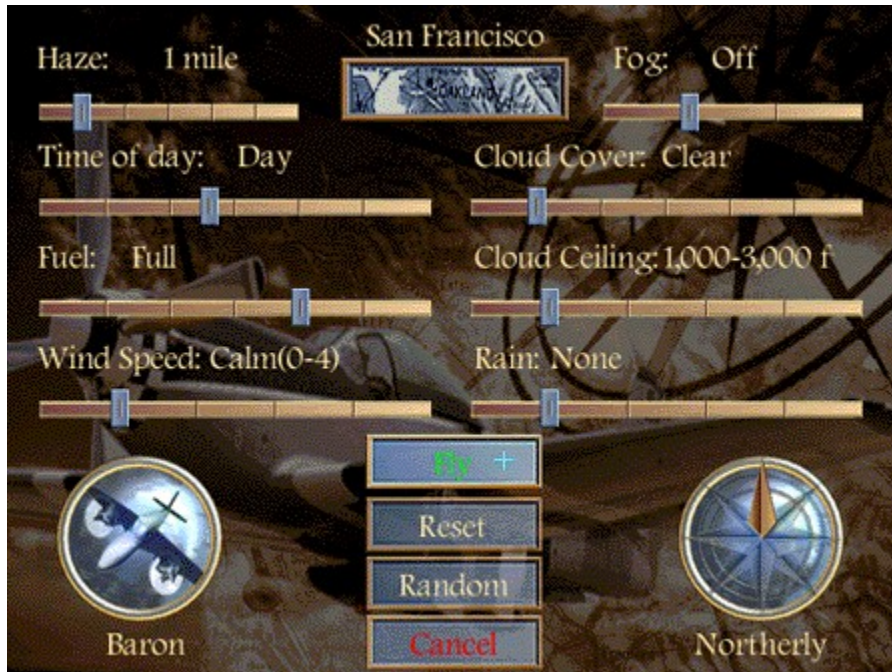 San Francisco
Haze: 1 mile
Fog: Off
OAKLAND
Time of day: Day
Cloud Cover: Clear
Fuel: Full
Cloud Ceiling: 1,000-3,000 f
Wind Speed: Calm(0-4)
Rain: None
Fly
Reset
Random
Cancel
Baron
Northerly